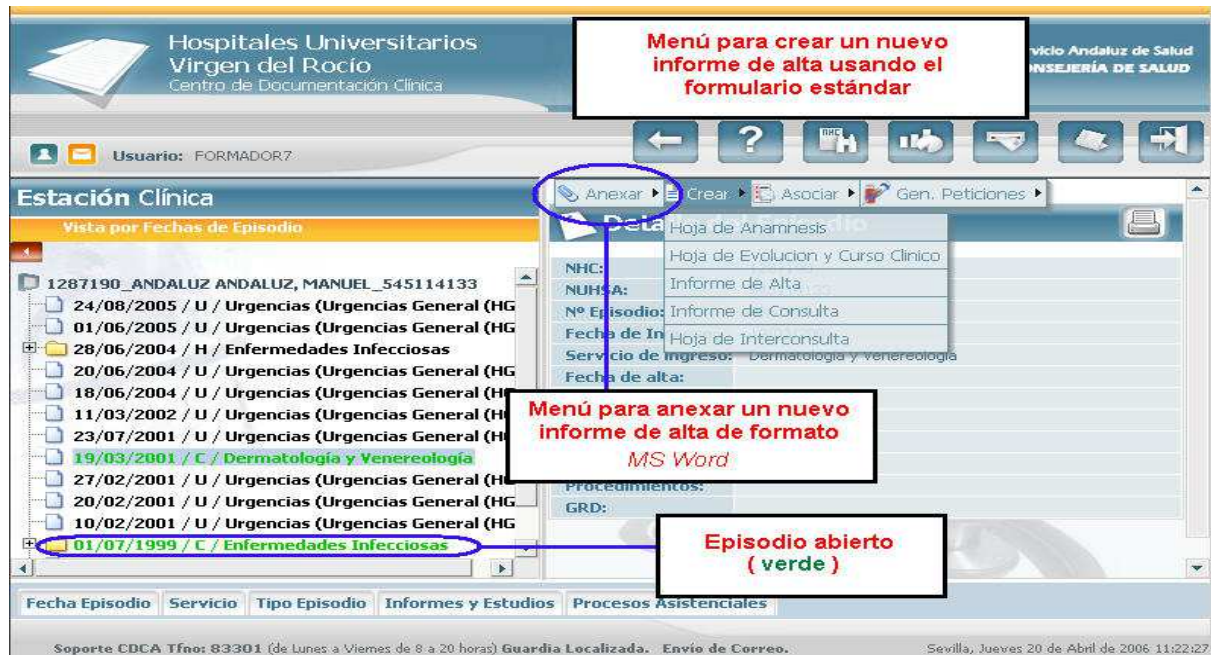 Hospitales Universitarios
Virgen del Rocío
Centro de Documentación Clínica
Menú para crear un nuevo
informe de alta usando el
formulario estándar
Andaluz de Salud
DE SALUD
Usuario: FORMADOR7
Estación Clínica
Vista por Fechas de Episodio
1287190_ANDALUZ ANDALUZ, MANUEL_545114133
24/08/2005 / U / Urgencias (Urgencias General (HG
01/06/2005 / U / Urgencias (Urgencias General (HG
28/06/2004 / H / Enfermedades Infecciosas
20/06/2004 / U / Urgencias (Urgencias General (HG
18/06/2004 / U / Urgencias (Urgencias General (H
11/03/2002 / U / Urgencias (Urgencias General (H
23/07/2001 / U / Urgencias (Urgencias General (H
19/03/2001 / C / Dermatología y Venereología
27/02/2001 / U / Urgencias (Urgencias General (H
20/02/2001 / U / Urgencias (Urgencias General (HG
10/02/2001 / U / Urgencias (Urgencias General (HG
01/07/1999 / C / Enfermedades Infecciosas
Anexar Crear Asociar Gen. Peticiones
Hoja de Anamnesis
Hoja de Evolucion y Curso Clinico
Informe de Alta
Informe de Consulta
Hoja de Interconsulta
NHC:
NUHSA:
Nº Episodio:
Fecha de In
Servicio de Ingreso: Dermatología y Venereología
Fecha de alta:
Menú para anexar un nuevo
informe de alta de formato
MS Word
Procedimientos:
GRD:
Episodio abierto
( verde )
Fecha Episodio Servicio Tipo Episodio Informes y Estudios Procesos Asistenciales
Soporte CDCA Tfno: 83301 (de Lunes a Viernes de 8 a 20 horas) Guardia Localizada. Envío de Correo.
Sevilla, Jueves 20 de Abril de 2006 11:22:27